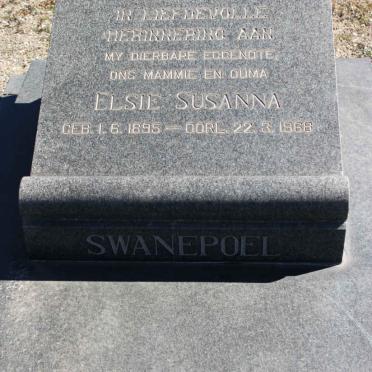 IN LIEFDEVOLLE
HERINNERING AAN
MY DIERBARE EGGENOTE,
ONS MAMMIE EN OUMA
ELSIE SUSANNA
GEB. 1. 6. 1895 — OORL. 22. 3. 1968
SWANEPOEL